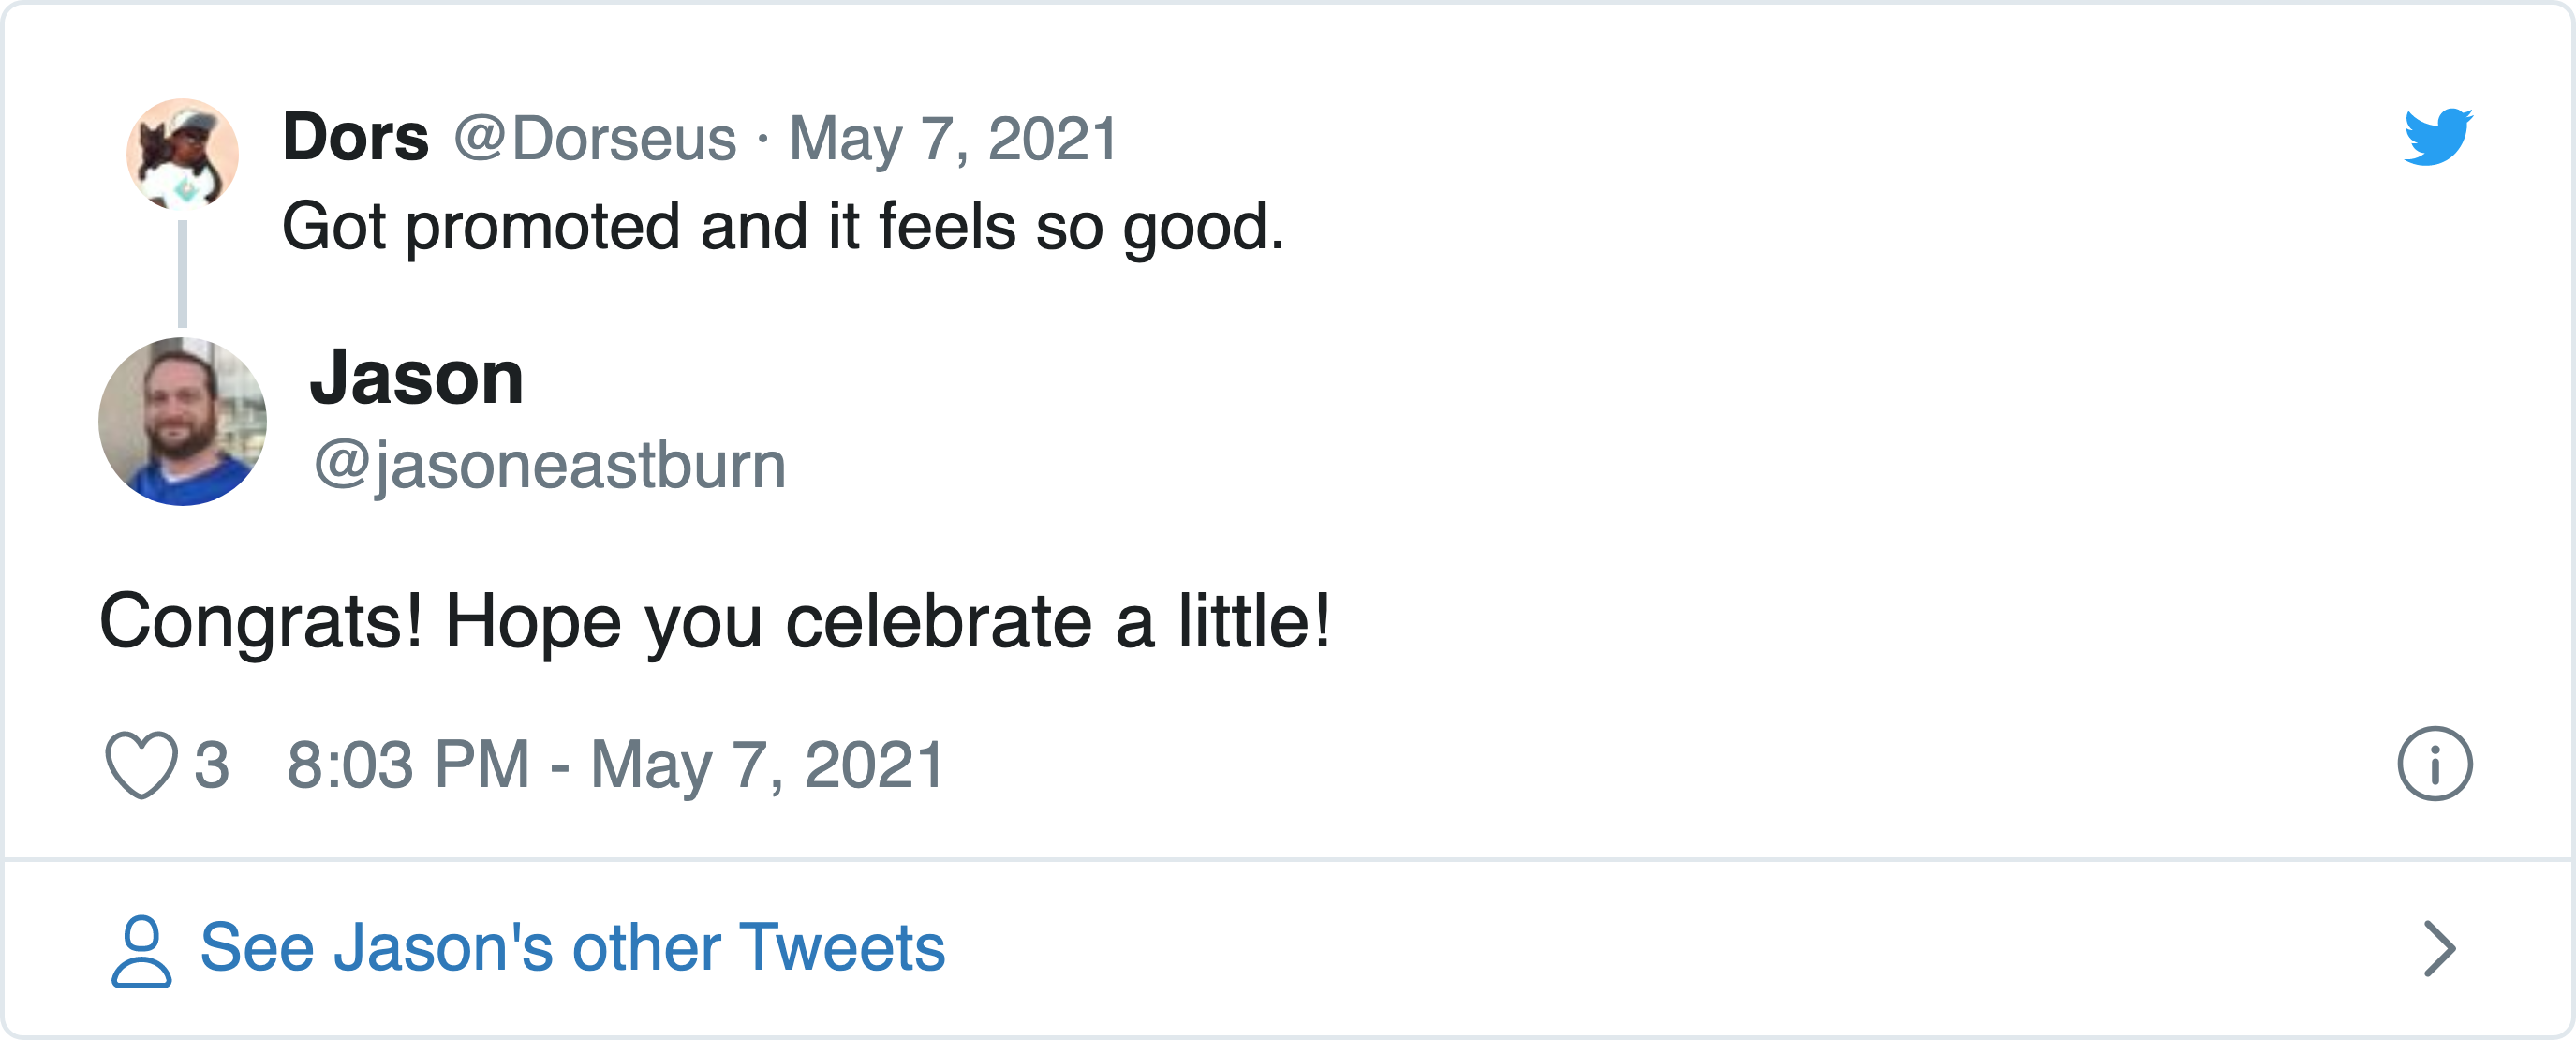 Dors @Dorseus · May 7, 2021
Got promoted and it feels so good.
Jason
@jasoneastburn
Congrats! Hope you celebrate a little!
3 8:03 PM - May 7, 2021
See Jason's other Tweets